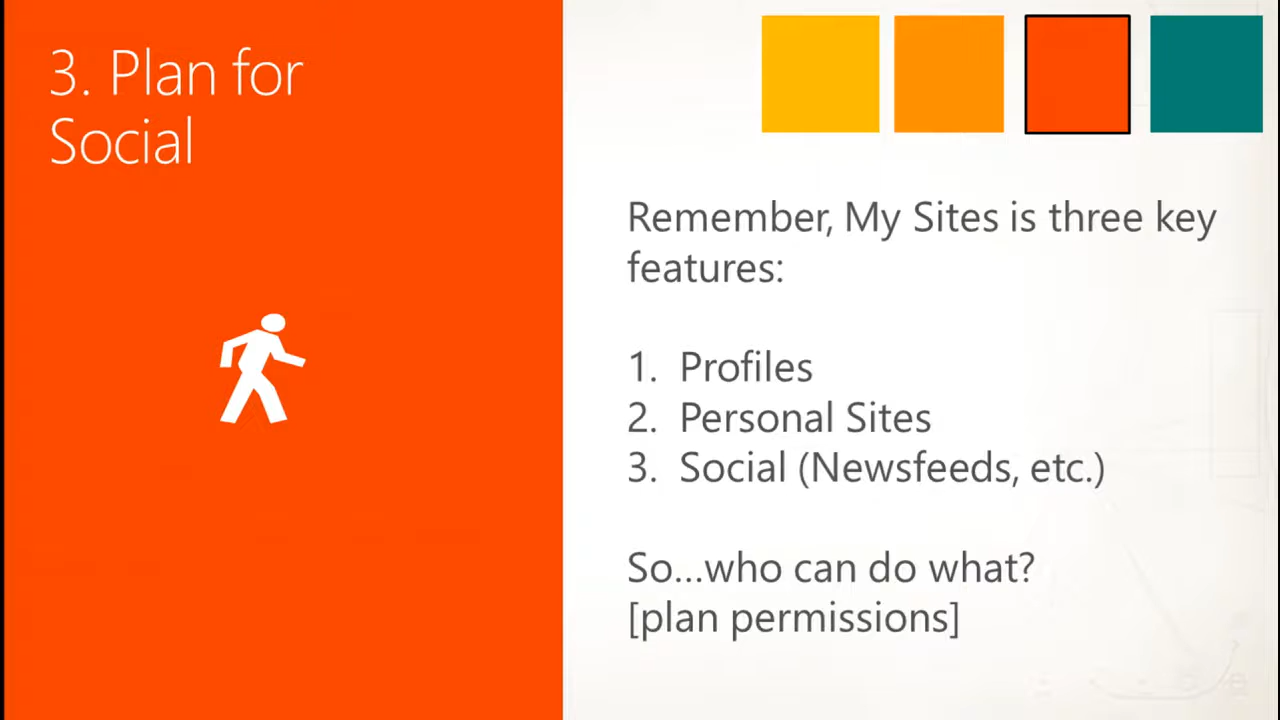 3. Plan for
Social
Remember, My Sites is three key
features:
1. Profiles
2. Personal Sites
3. Social (Newsfeeds, etc.)
So...who can do what?
[plan permissions]